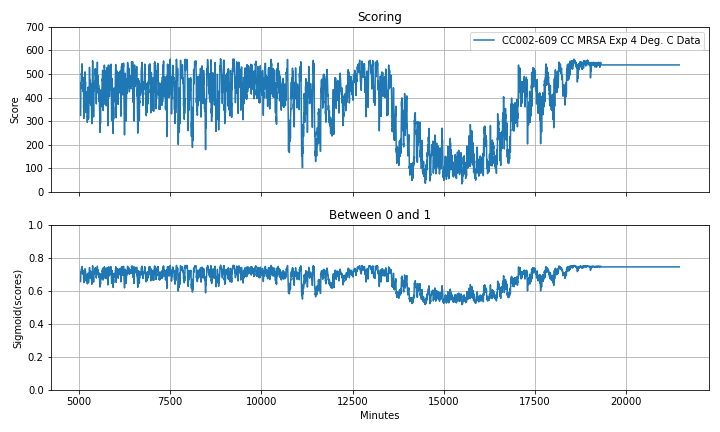 Scoring
700
600
500
400
300
200
100
0
Score
CC002-609 CC MRSA Exp 4 Deg. C Data
Between 0 and 1
1.0
0.8
0.6
0.4
0.2
0.0
Sigmoid(scores)
5000 7500 10000 12500 15000 17500 20000
Minutes